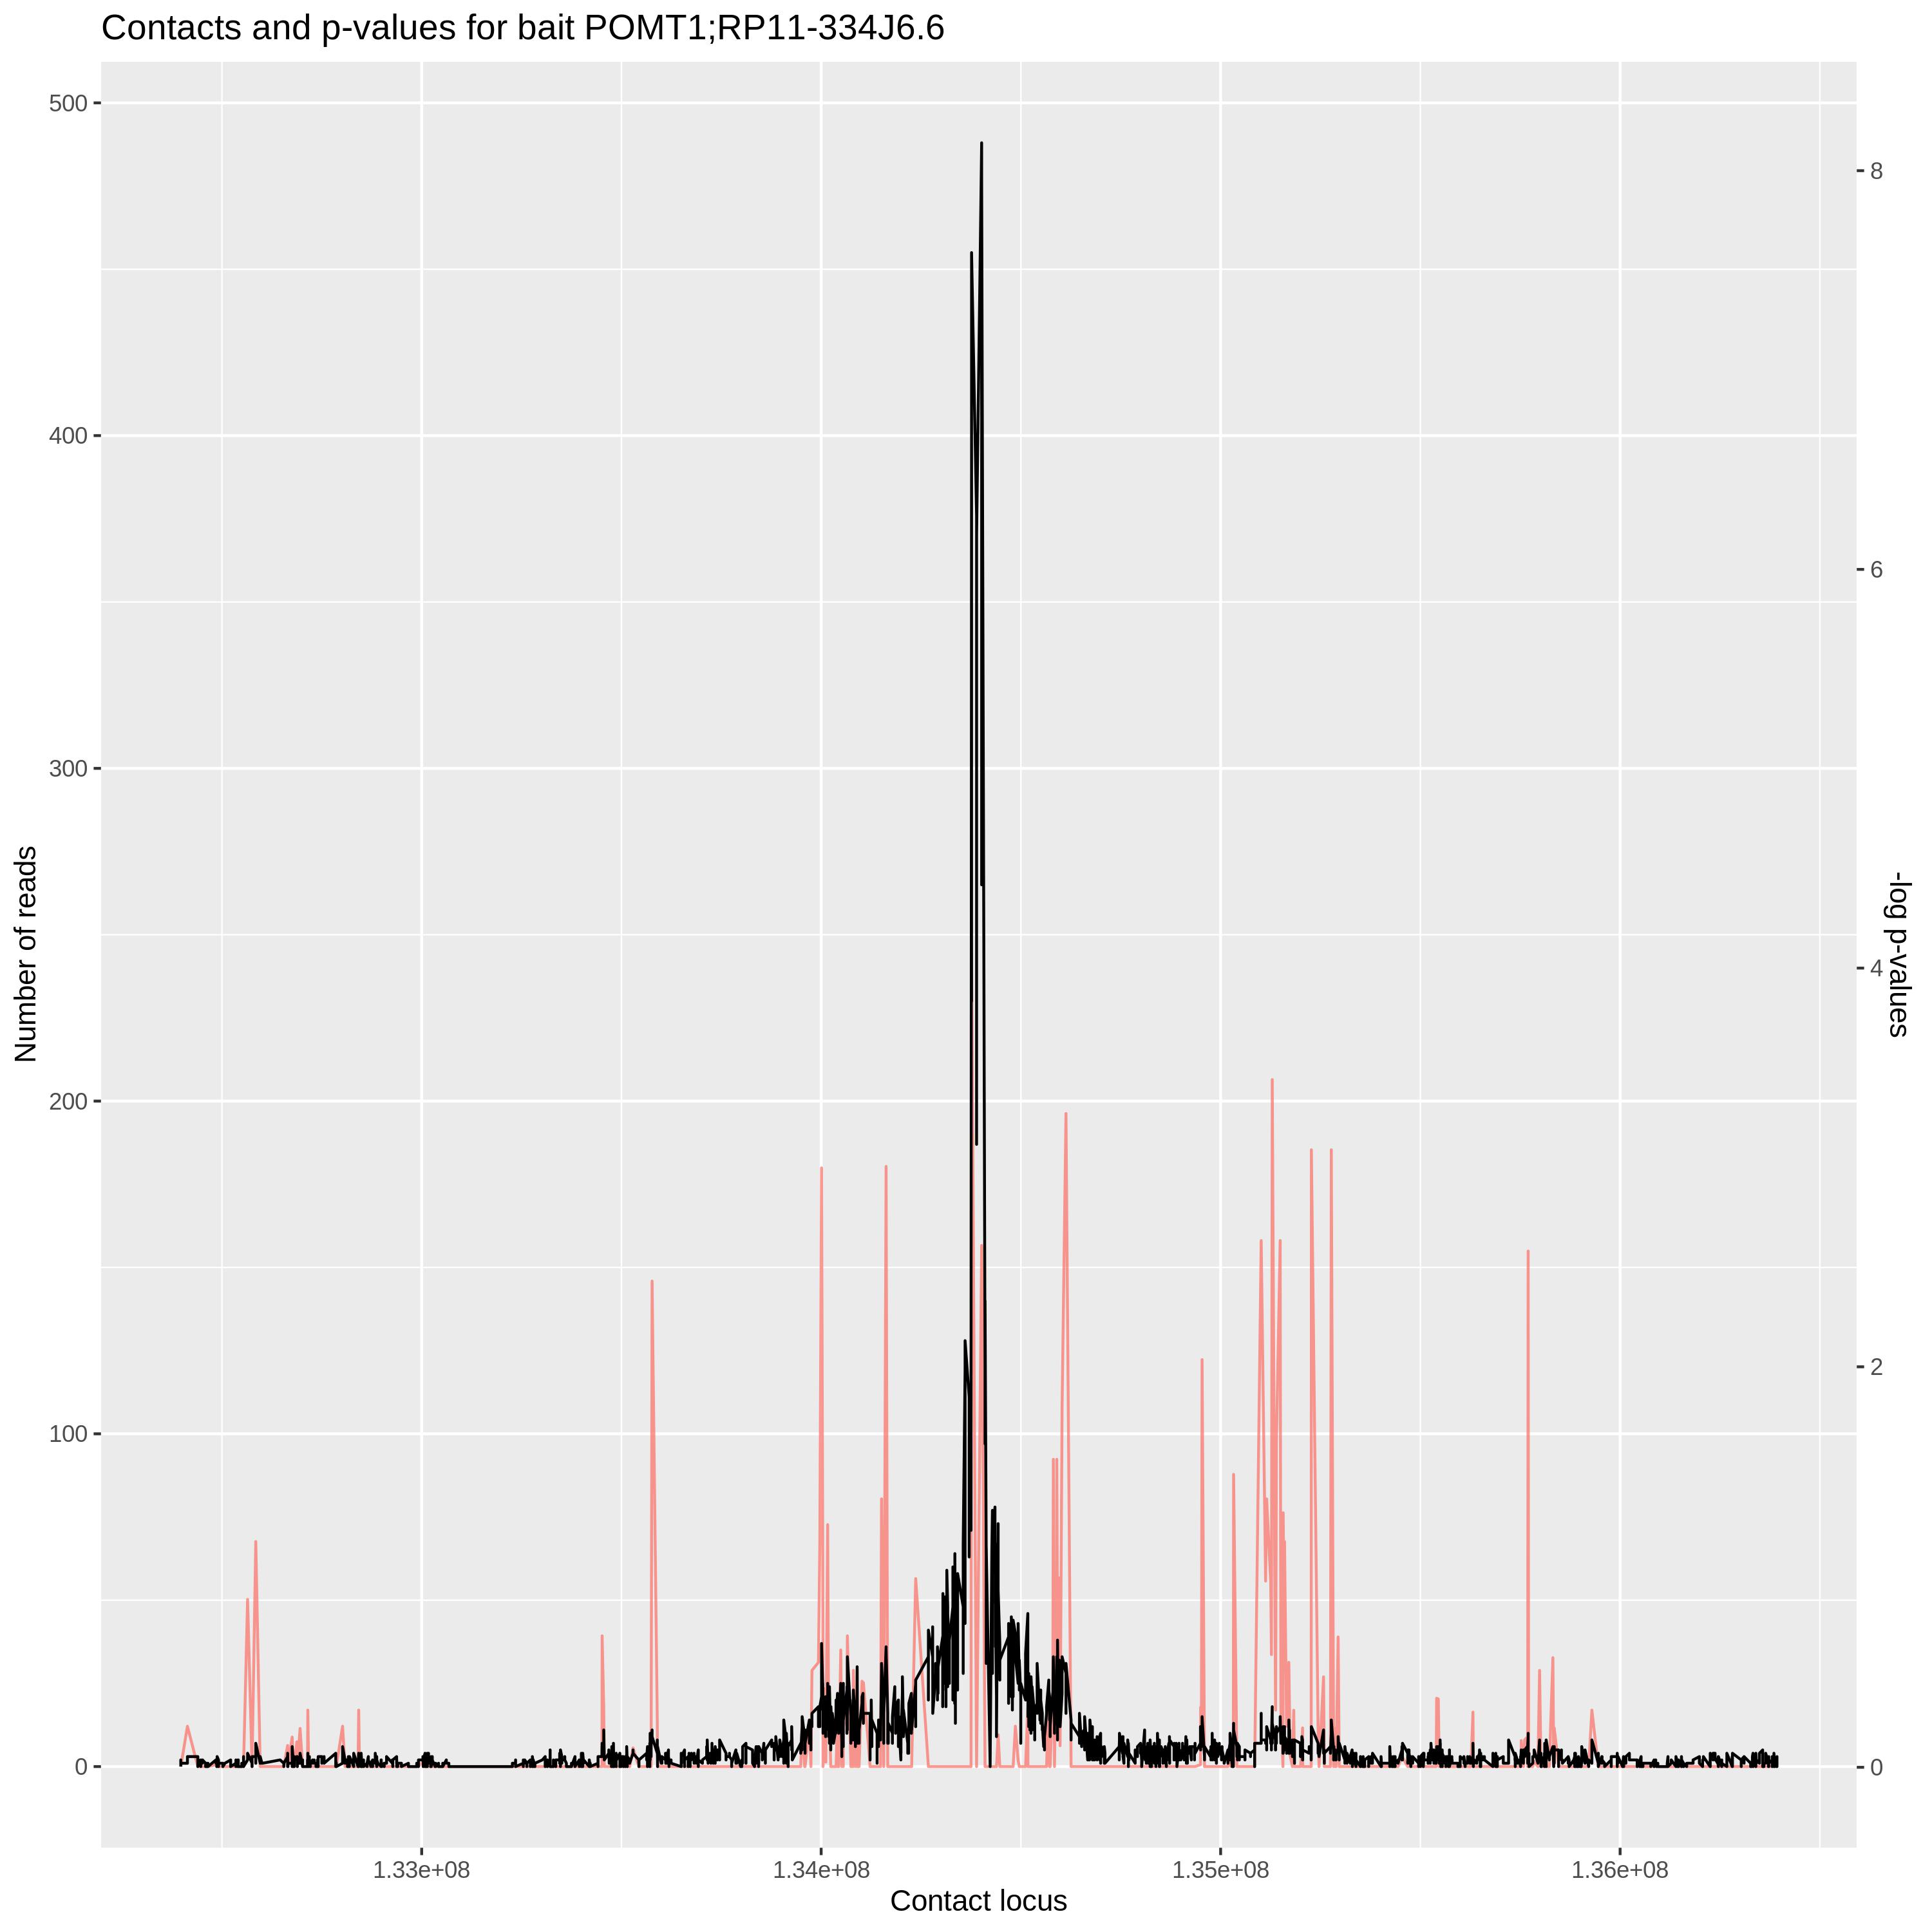 Contacts and p-values for bait POMT1;RP11-334J6.6
500
400
300
200
100
0
Number of reads
8
6
4
2
0
-log p-values
1.33e+08 1.34e+08 1.35e+08 1.36e+08
Contact locus